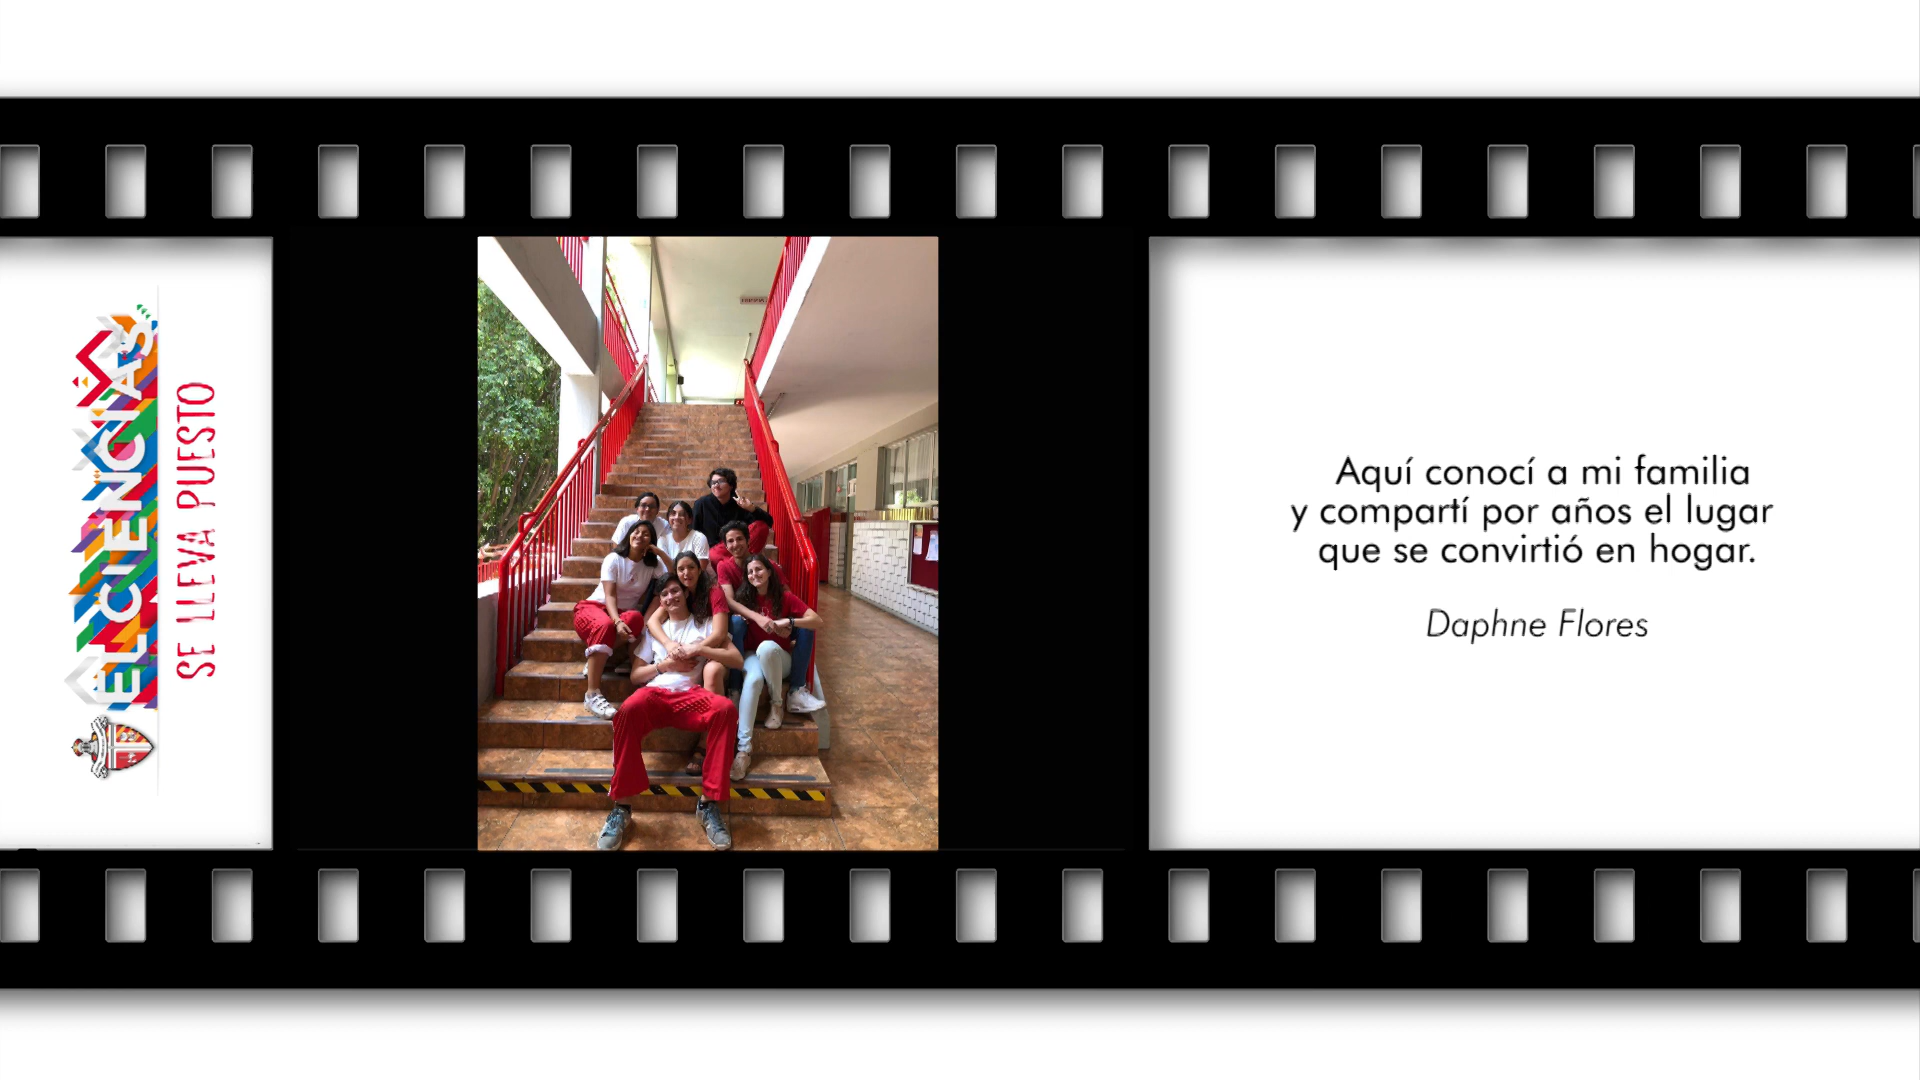 EL CIENCIAS
SE LLEVA PUESTO
Aquí conocí a mi familia
y compartí por años el lugar
que se convirtió en hogar.
Daphne Flores